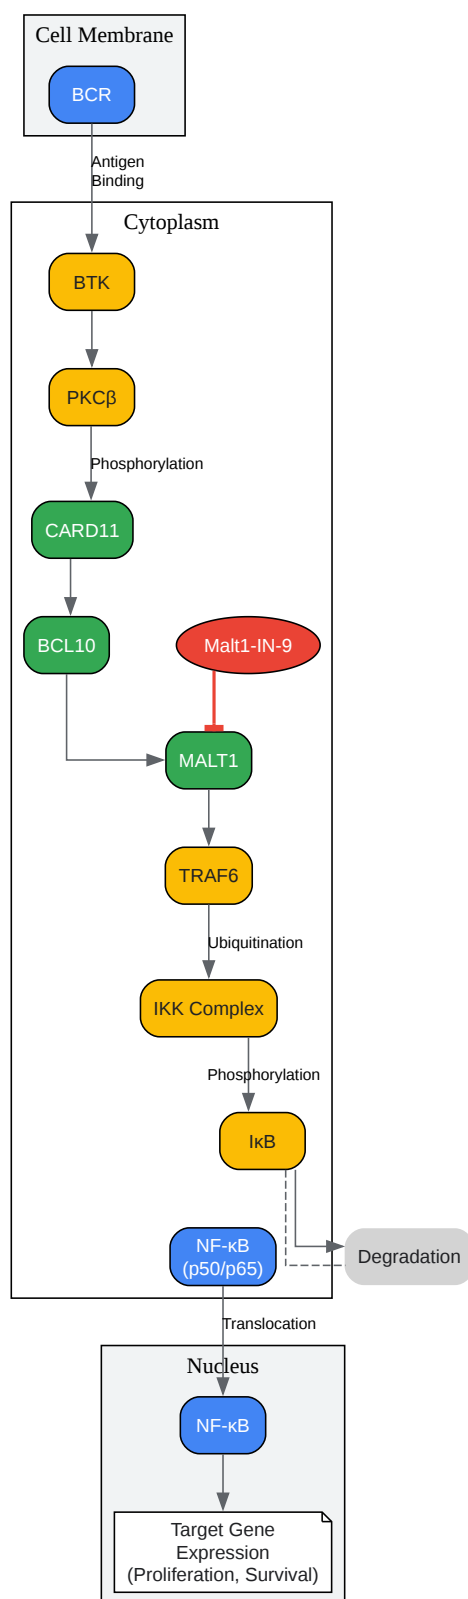 Cell Membrane
BCR
Antigen
Binding
Cytoplasm
BTK
PKCβ
Phosphorylation
CARD11
BCL10
Malt1-IN-9
MALT1
TRAF6
Ubiquitination
IKK Complex
Phosphorylation
IκB
NF-κB
(p50/p65)
Degradation
Translocation
Nucleus
NF-κB
Target Gene
Expression
(Proliferation, Survival)